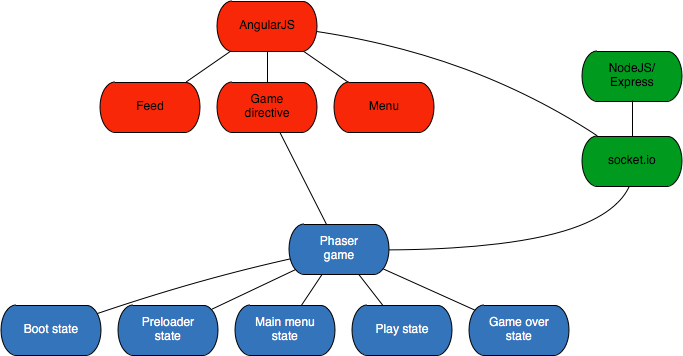 AngularJS
NodeJS/
Express
Feed
Game
directive
Menu
socket.io
Phaser
game
Boot state
Preloader
state
Main menu
state
Play state
Game over
state